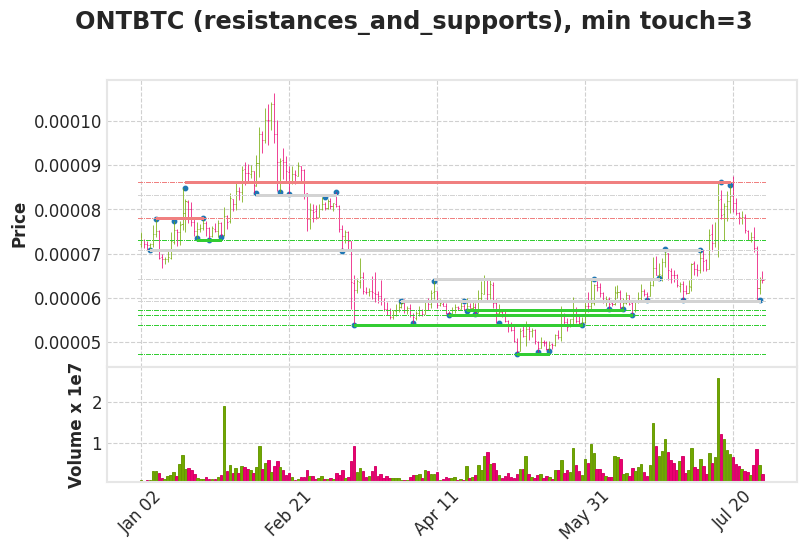 ONTBTC (resistances_and_supports), min touch=3
Price
0.00010
0.00009
0.00008
0.00007
0.00006
0.00005
Volume x 1e7
2
1
Jan 02
Feb 21
Apr 11
May 31
Jul 20